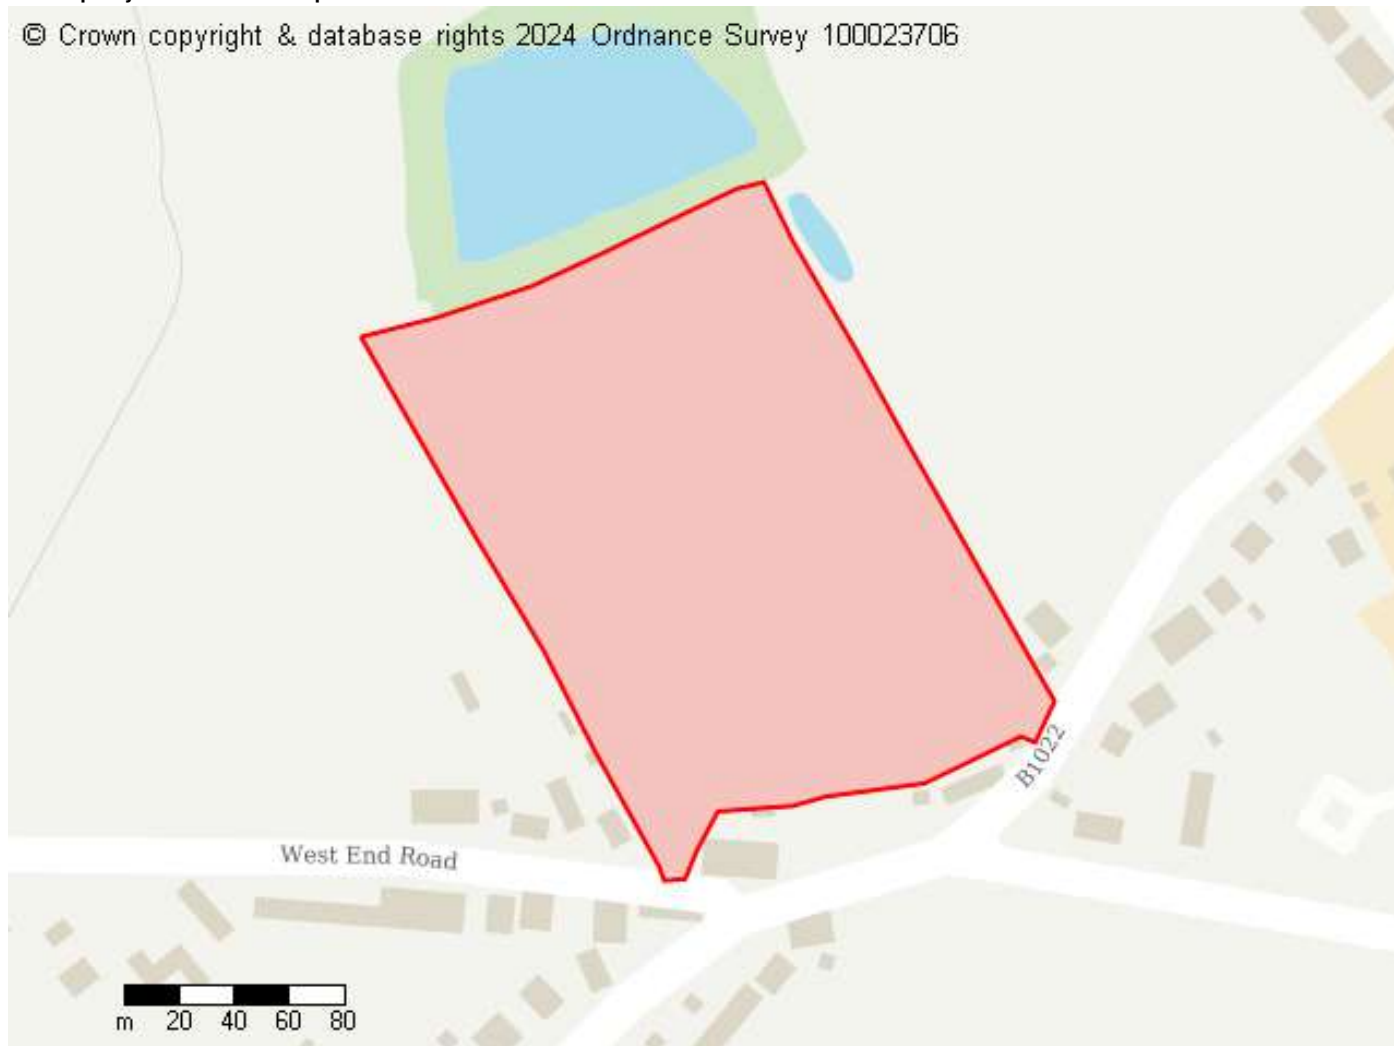 © Crown copyright & database rights 2024 Ordnance Survey 100023706
B1022
West End Road
m 20 40 60 80